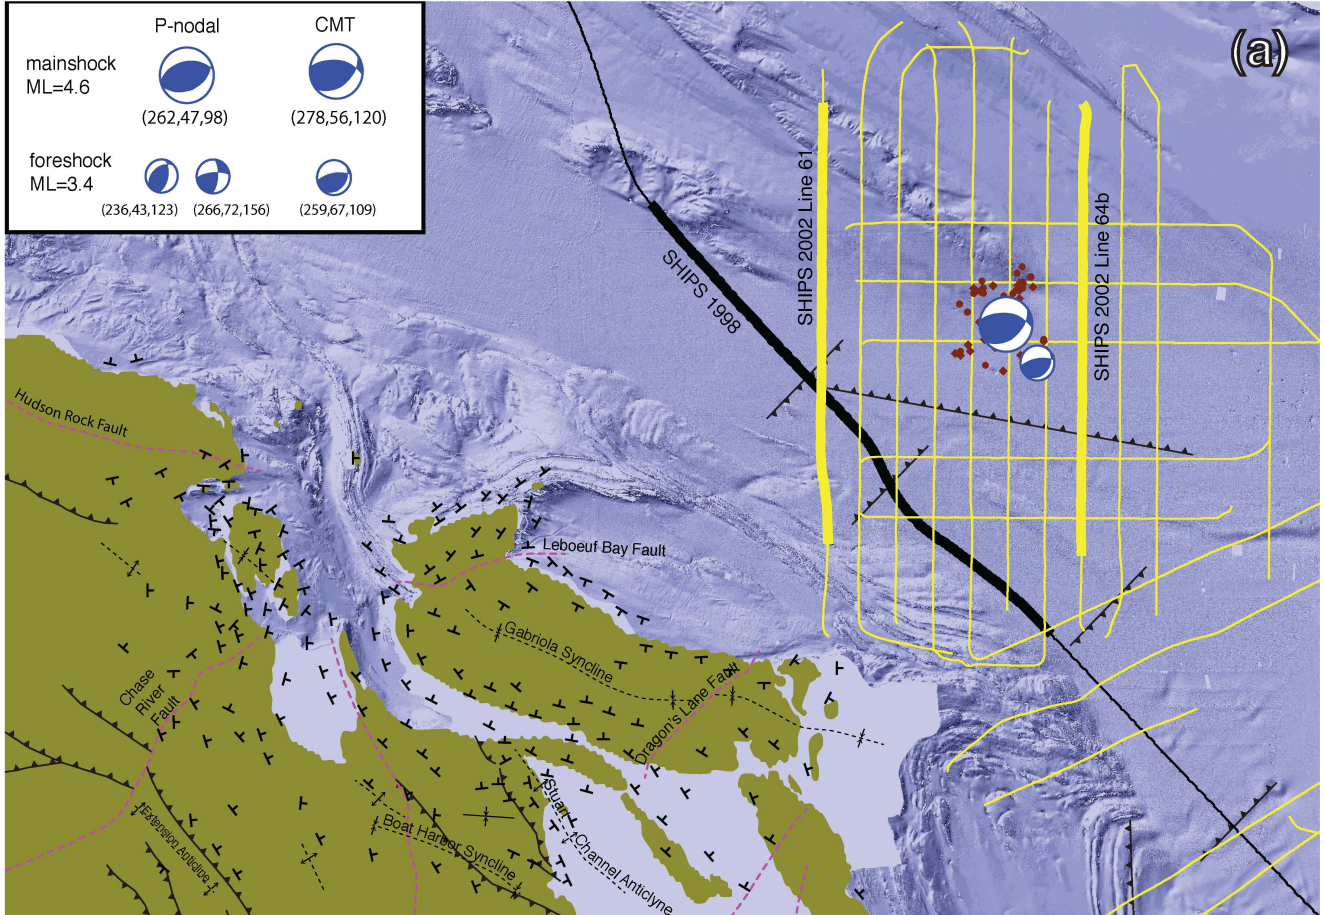 P-nodal CMT
mainshock
ML=4.6
(262,47,98) (278,56,120)
foreshock
ML=3.4
(236,43,123) (266,72,156) (259,67,109)
(a)
SHIPS 1998
SHIPS 2002 Line 61
SHIPS 2002 Line 64b
Hudson Rock Fault
Leboeuf Bay Fault
Gabriola Syncline
Chase
River
Fault
Dragon's Lane Fault
Extension Anticline
Boat Harbor Syncline
Stuart
Channel Anticlyne